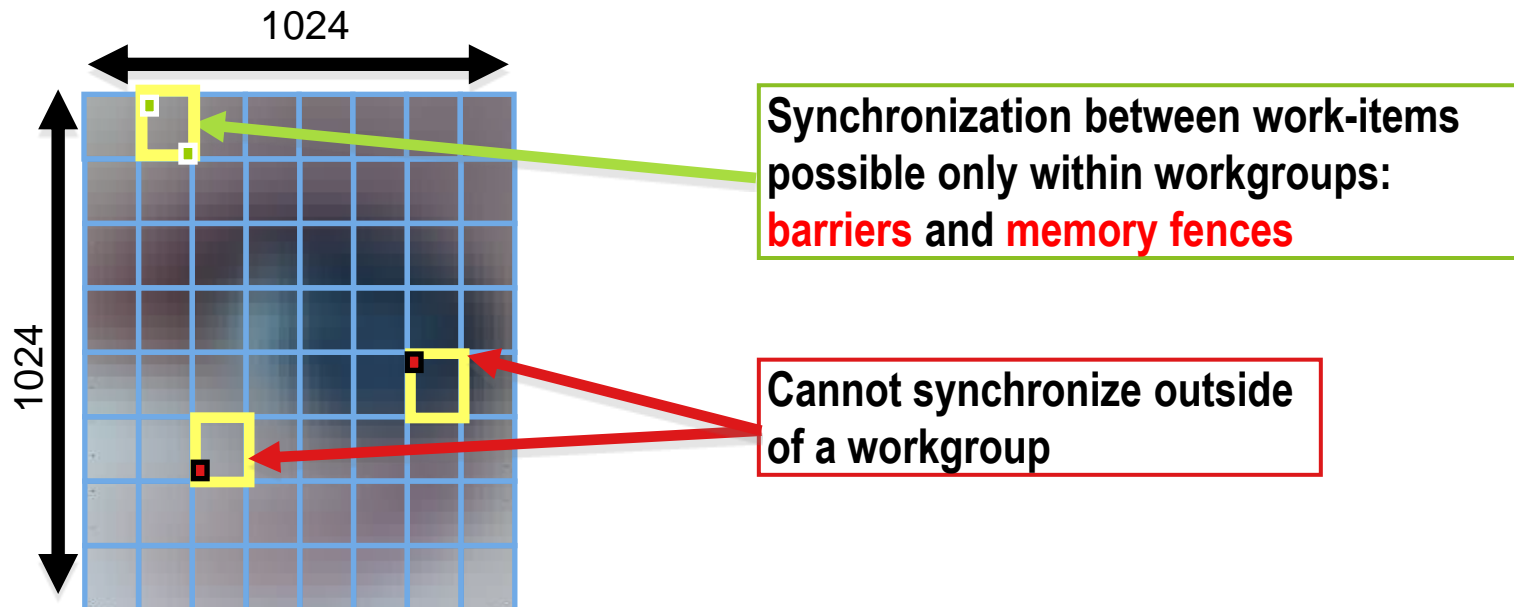 1024
1024
Synchronization between work-items
possible only within workgroups:
barriers and memory fences
Cannot synchronize outside
of a workgroup